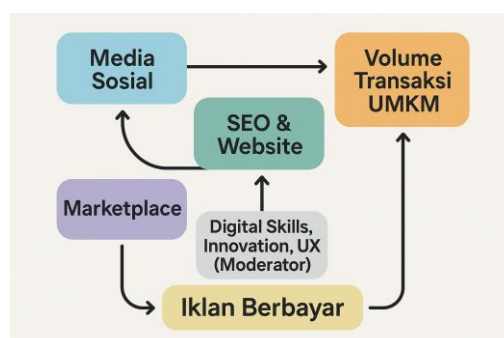 Media
Sosial
Volume
Transaksi
UMKM
SEO &
Website
Marketplace
Digital Skills,
Innovation, UX
(Moderator)
Iklan Berbayar